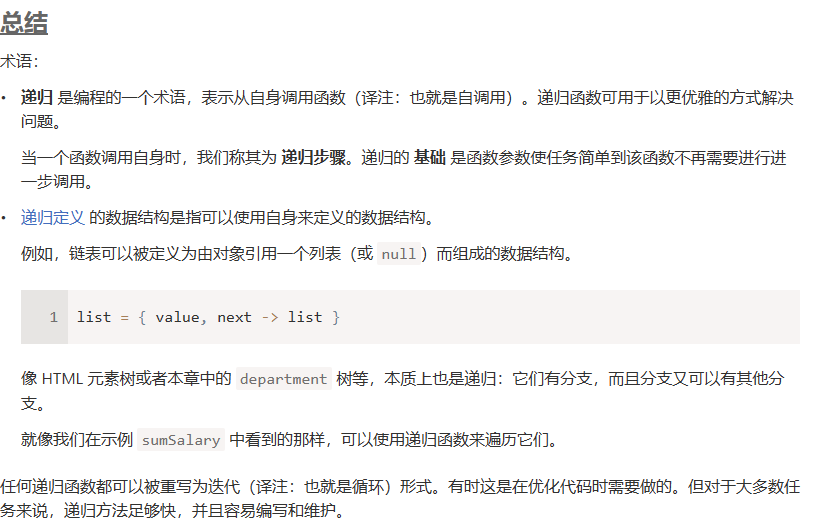 总结
术语：
• 递归 是编程的一个术语，表示从自身调用函数（译注：也就是自调用）。递归函数可用于以更优雅的方式解决
问题。
当一个函数调用自身时，我们称其为 递归步骤。递归的 基础 是函数参数使任务简单到该函数不再需要进行进
一步调用。
• 递归定义 的数据结构是指可以使用自身来定义的数据结构。
例如，链表可以被定义为由对象引用一个列表（或 null ）而组成的数据结构。
1 list = { value, next -> list }
像 HTML 元素树或者本章中的 department 树等，本质上也是递归：它们有分支，而且分支又可以有其他分
支。
就像我们在示例 sumSalary 中看到的那样，可以使用递归函数来遍历它们。
任何递归函数都可以被重写为迭代（译注：也就是循环）形式。有时这是在优化代码时需要做的。但对于大多数任
务来说，递归方法足够快，并且容易编写和维护。